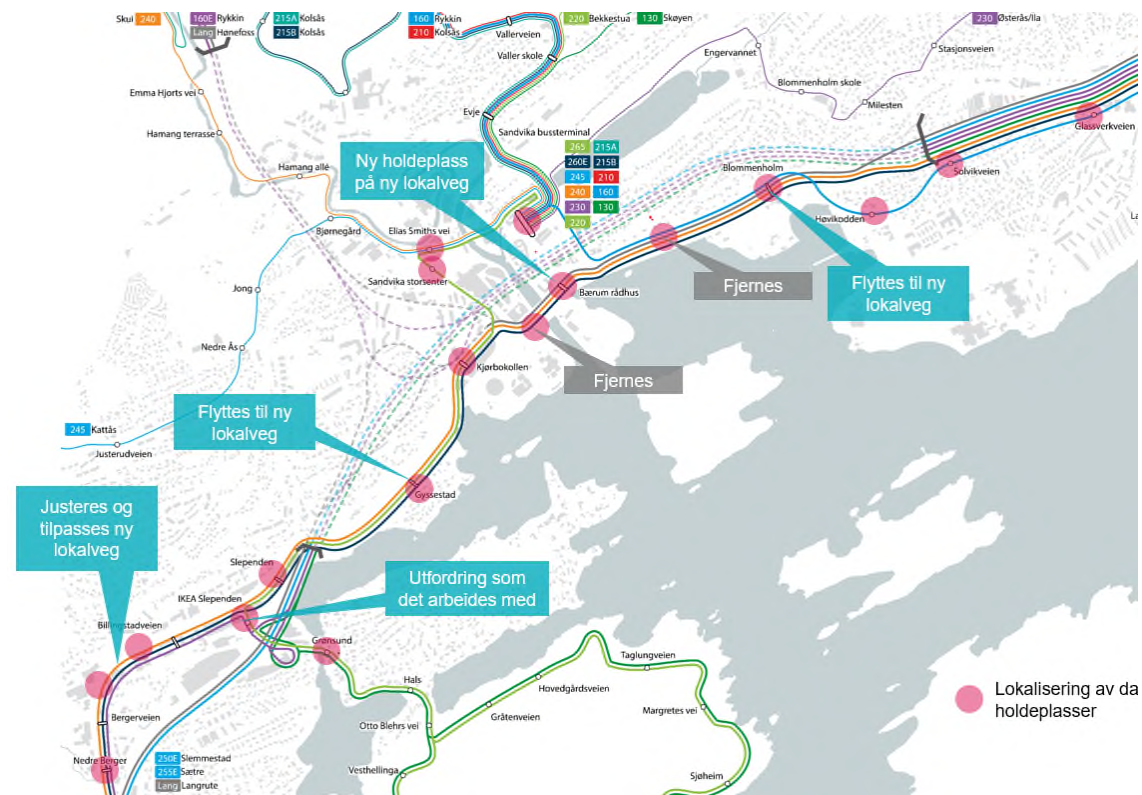 Skui 240
160E Rykkin
Lang Hønefoss
215A Kolsås
215B Kolsås
160 Rykkin
210 Kolsås
220 Bekkestua
130 Skøyen
230 Østerås/Ila
Vallerveien
Valler skole
Engervannet
Stasjonsveien
Blommenholm skole
Milesten
Emma Hjorts vei
Evje
Glassverkveien
Hamang terrasse
Sandvika bussterminal
265 215A
260E 215B
245 210
240 160
230 130
220
Ny holdeplass
på ny lokalveg
Hamang allé
Blommenholm
Solvikveien
Høvikodden
La
Bjørnegård
Elias Smiths vei
Sandvika storsenter
Bærum rådhus
Fjernes
Flyttes til ny
lokalveg
Jong
Nedre Ås
Kjørbokollen
Fjernes
Flyttes til ny
lokalveg
245 Kattås
Justerudveien
Gyssestad
Justeres og
tilpasses ny
lokalveg
Slependen
IKEA Slependen
Utfordring som
det arbeides med
Billingstadveien
Grønsund
Taglungveien
Hals
Hovedgårdsveien
Margretes vei
Gråtenveien
Otto Blehrs vei
Bergerveien
Lokalisering av da
holdeplasser
Nedre Berger
250E Slemmestad
255E Sætre
Lang Langrute
Vesthellinga
Sjøheim